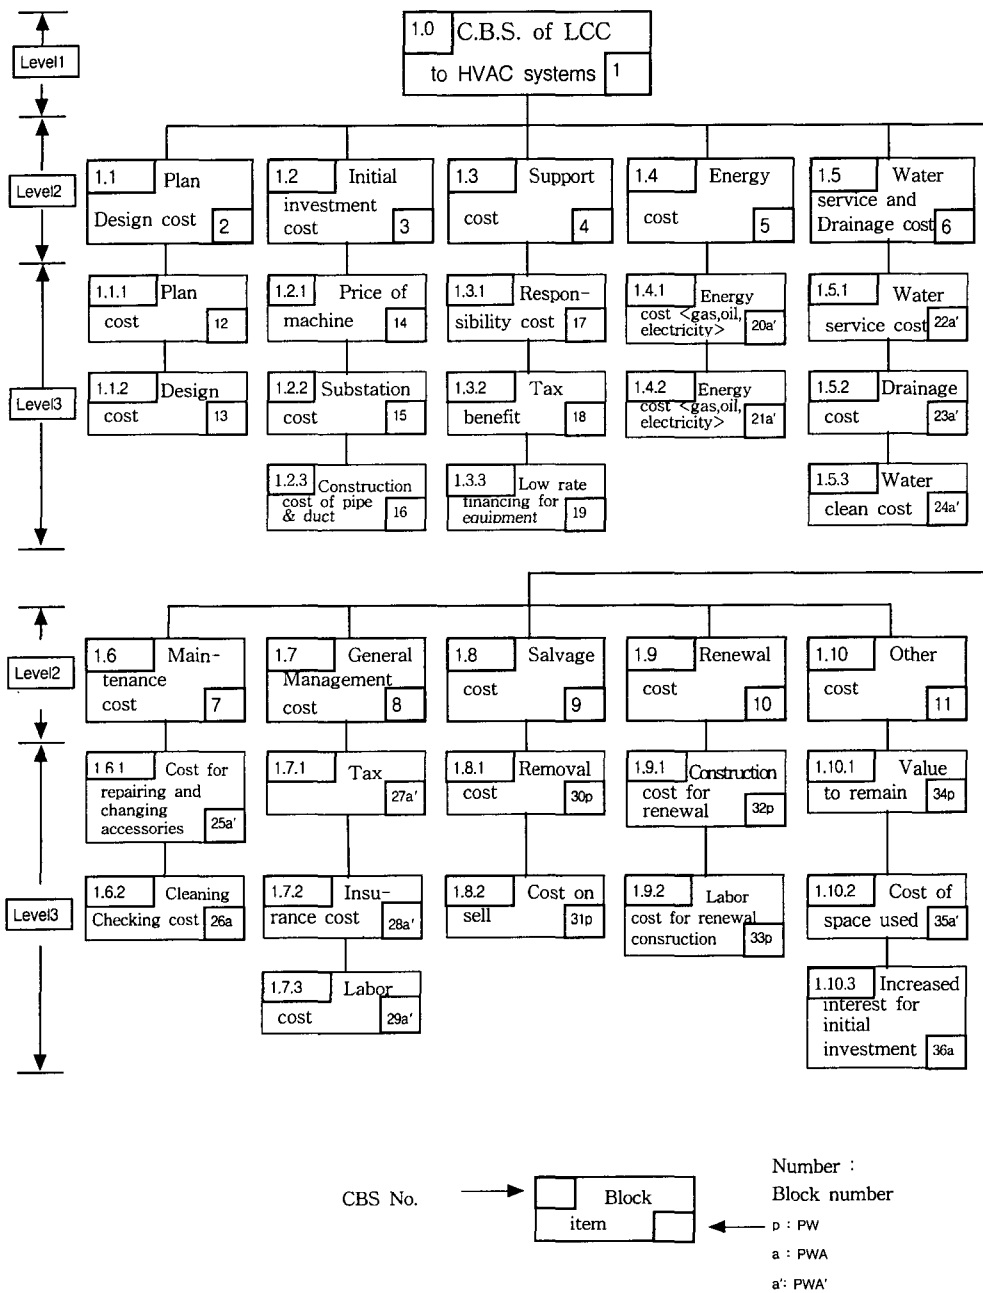 Level1
1.0 C.B.S. of LCC
to HVAC systems 1
Level2
1.1 Plan
Design cost 2
1.2 Initial
investment
cost 3
1.3 Support
cost 4
1.4 Energy
cost 5
1.5 Water
service and
Drainage cost 6
Level3
1.1.1 Plan
cost 12
1.2.1 Price of
machine 14
1.3.1 Respon-
sibility cost 17
1.4.1 Energy
cost <gas,oil,
electricity> 20a'
1.5.1 Water
service cost 22a'
1.1.2 Design
cost 13
1.2.2 Substation
cost 15
1.3.2 Tax
benefit 18
1.4.2 Energy
cost <gas,oil,
electricity> 21a'
1.5.2 Drainage
cost 23a'
1.2.3 Construction
cost of pipe
& duct 16
1.3.3 Low rate
financing for
equipment 19
1.5.3 Water
clean cost 24a'
Level2
1.6 Main-
tenance
cost 7
1.7 General
Management
cost 8
1.8 Salvage
cost 9
1.9 Renewal
cost 10
1.10 Other
cost 11
Level3
1.6.1 Cost for
repairing and
changing
accessories 25a'
1.7.1 Tax
27a'
1.8.1 Removal
cost 30p
1.9.1 Construction
cost for
renewal 32p
1.10.1 Value
to remain 34p
1.6.2 Cleaning
Checking cost 26a
1.7.2 Insu-
rance cost 28a'
1.8.2 Cost on
sell 31p
1.9.2 Labor
cost for renewal
consruction 33p
1.10.2 Cost of
space used 35a'
1.7.3 Labor
cost 29a'
1.10.3 Increased
interest for
initial
investment 36a
CBS No.
Block
item
Number :
Block number
p : PW
a : PWA
a': PWA'